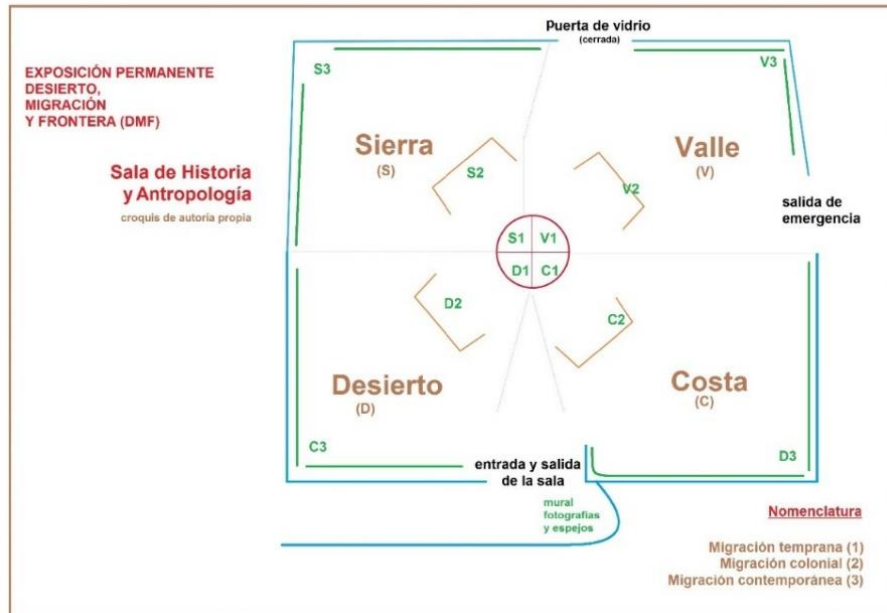 Puerta de vidrio
(cerrada)
EXPOSICIÓN PERMANENTE
DESIERTO,
MIGRACIÓN
Y FRONTERA (DMF)
Sala de Historia
y Antropología
croquis de autoria propia
S3
V3
Sierra
(S)
Valle
(V)
S2
V2
salida de
emergencia
S1
V1
D1
C1
D2
C2
Desierto
(D)
Costa
(C)
C3
D3
entrada y salida
de la sala
mural
fotografías
y espejos
Nomenclatura
Migración temprana (1)
Migración colonial (2)
Migración contemporánea (3)